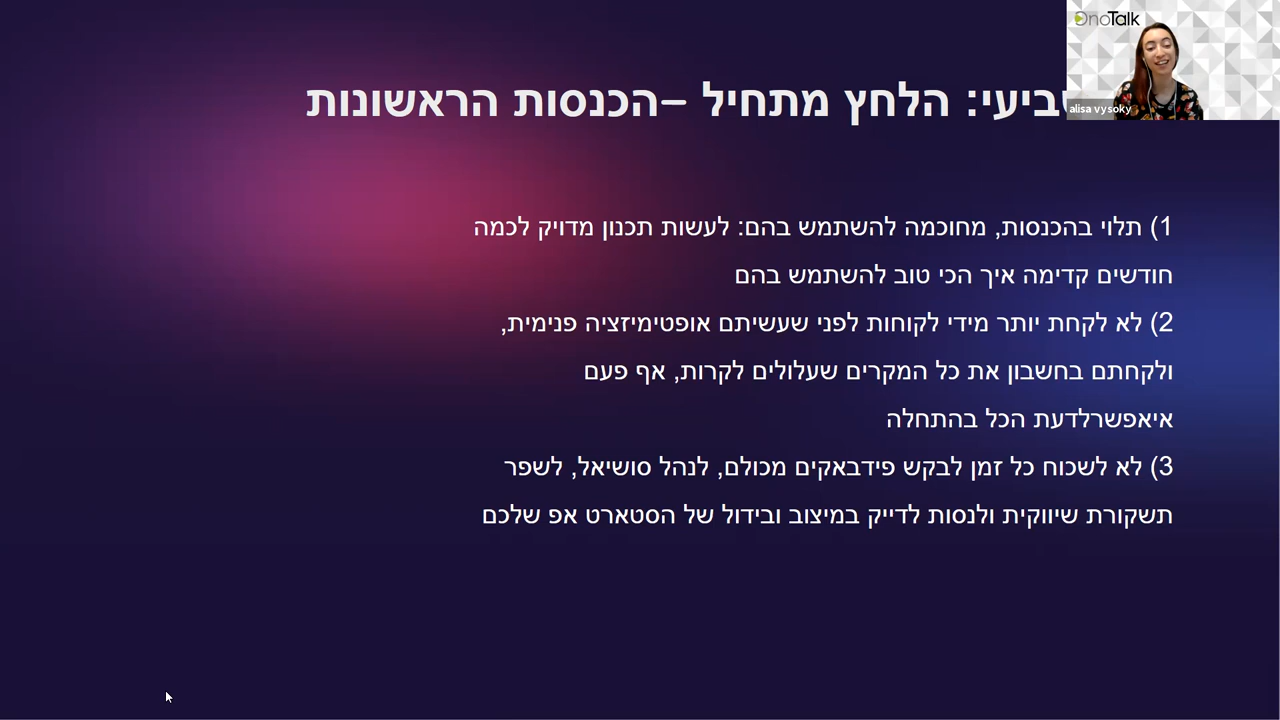 OnoTalk
alisa vysoky
הלחץ מתחיל –הכנסות הראשונות
1) תלוי בהכנסות, מחוכמה להשתמש בהם: לעשות תכנון מדויק לכמה
חודשים קדימה איך הכי טוב להשתמש בהם
2) לא לקחת יותר מידי לקוחות לפני שעשיתם אופטימיזציה פנימית,
ולקחתם בחשבון את כל המקרים שעלולים לקרות, אף פעם
איאפשרלדעת הכל בהתחלה
3) לא לשכוח כל זמן לבקש פידבאקים מכולם, לנהל סושיאל, לשפר
תשקורת שיווקית ולנסות לדייק במיצוב ובידול של הסטארט אפ שלכם